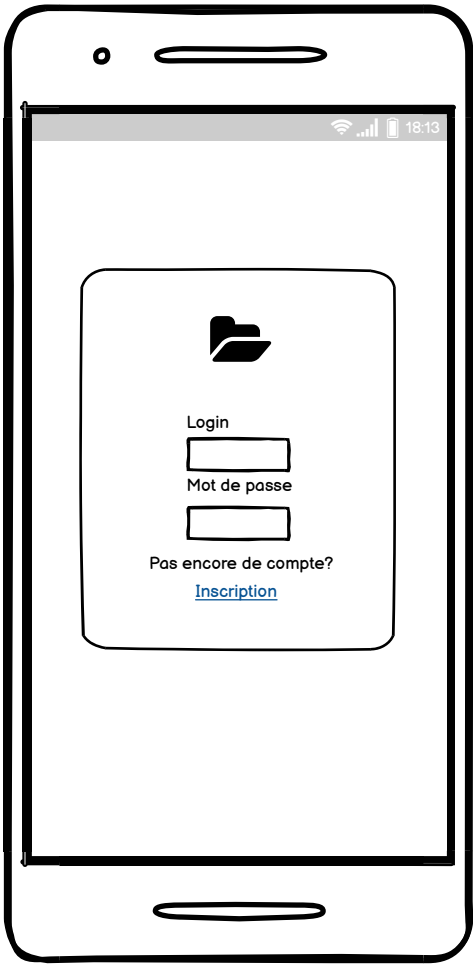 18:13
Login
Mot de passe
Pas encore de compte?
Inscription